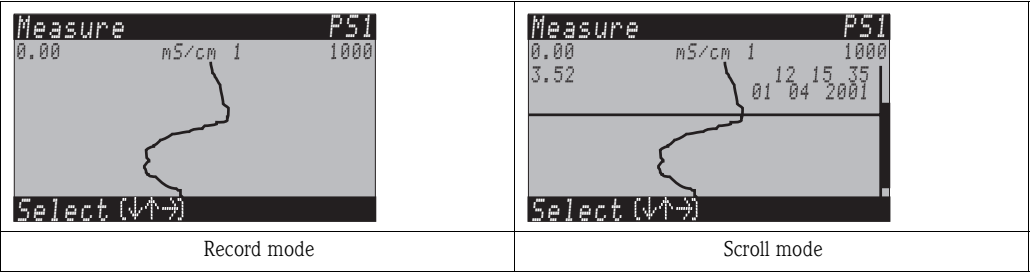 Measure PS1
0.00 mS/cm 1 1000
Select (↓↑→)
Record mode
Measure PS1
0.00 mS/cm 1 1000
3.52 12 15 35
01 04 2001
Select (↓↑→)
Scroll mode